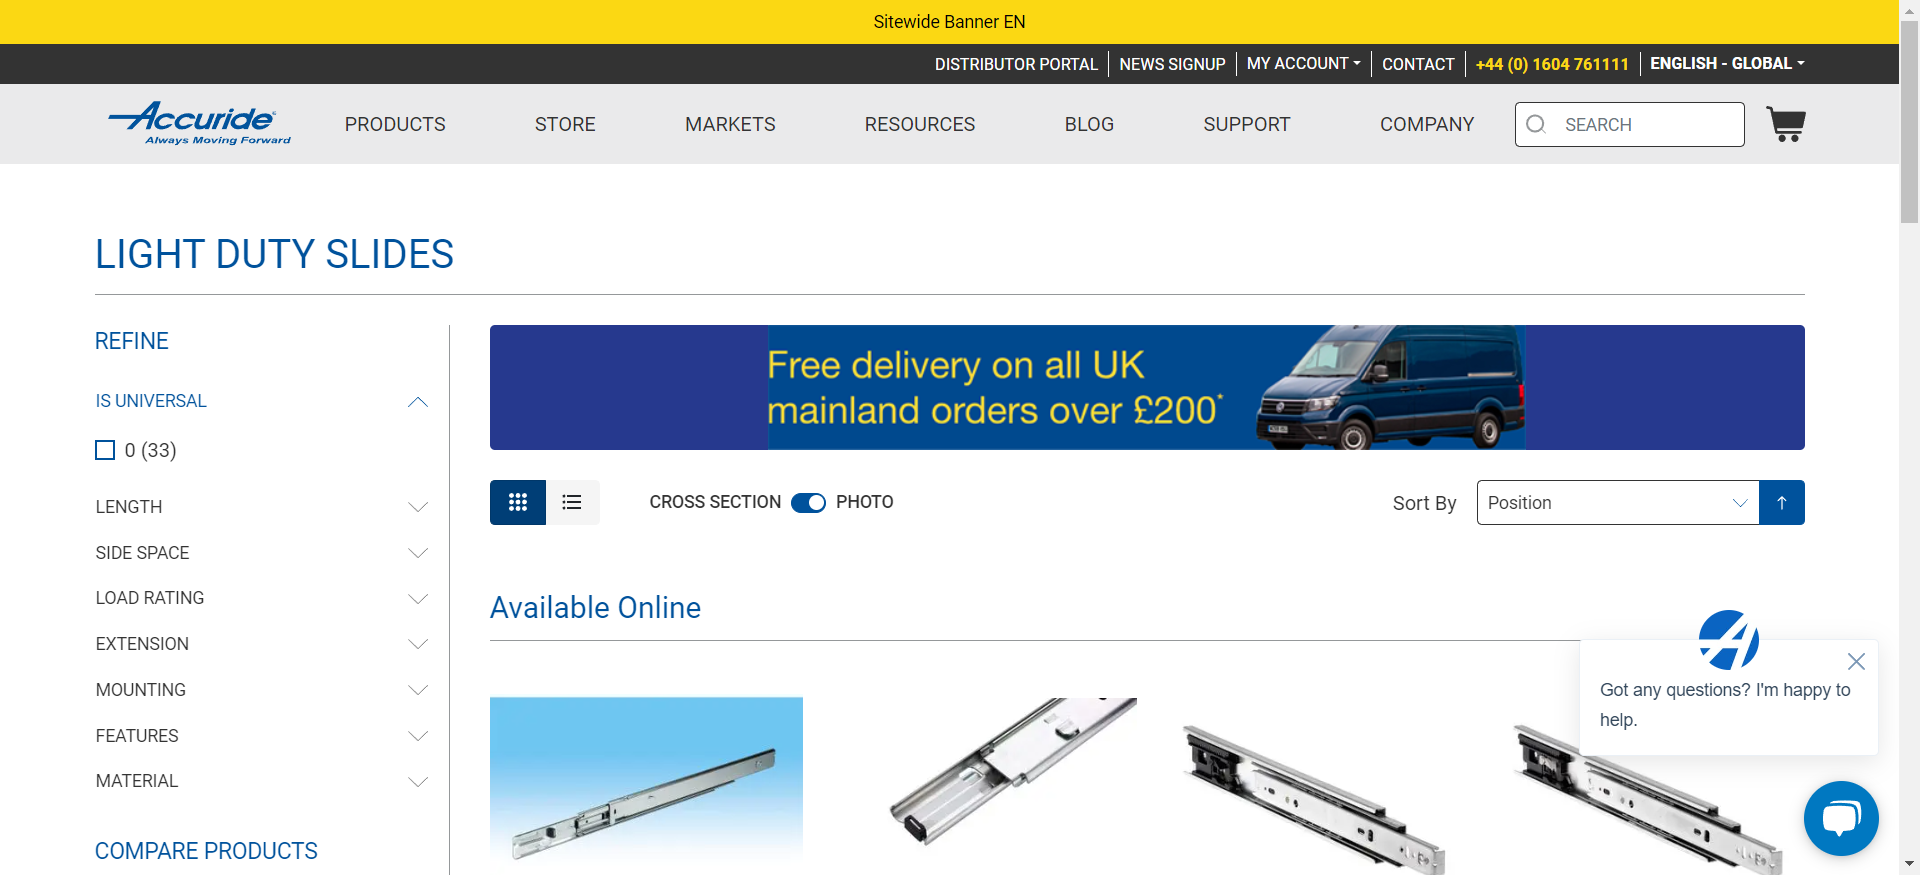 Sitewide Banner EN
DISTRIBUTOR PORTAL NEWS SIGNUP MY ACCOUNT CONTACT +44 (0) 1604 761111 ENGLISH - GLOBAL
Accuride®
Always Moving Forward
PRODUCTS STORE MARKETS RESOURCES BLOG SUPPORT COMPANY SEARCH
LIGHT DUTY SLIDES
REFINE
IS UNIVERSAL
0 (33)
LENGTH
SIDE SPACE
LOAD RATING
EXTENSION
MOUNTING
FEATURES
MATERIAL
COMPARE PRODUCTS
Free delivery on all UK
mainland orders over £200*
CROSS SECTION PHOTO Sort By Position
Available Online
Got any questions? I'm happy to
help.